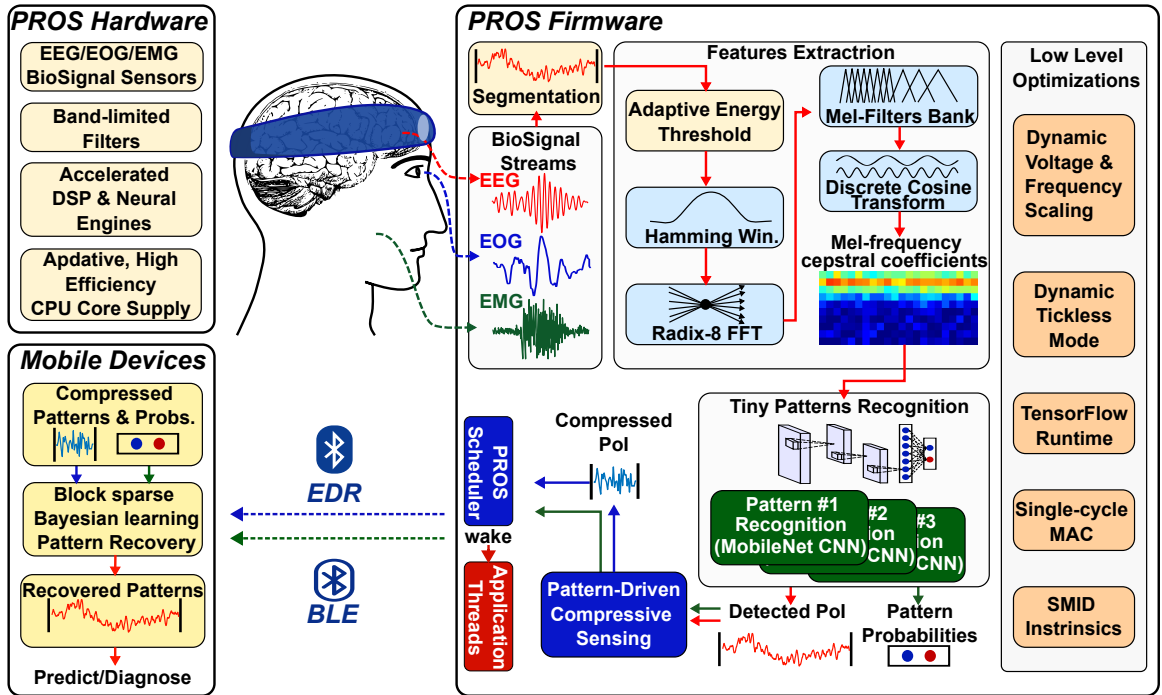 PROS Hardware
EEG/EOG/EMG
BioSignal Sensors
Band-limited
Filters
Accelerated
DSP & Neural
Engines
Apdative, High
Efficiency
CPU Core Supply
Mobile Devices
Compressed
Patterns & Probs.
Block sparse
Bayesian learning
Pattern Recovery
Recovered Patterns
Predict/Diagnose
EDR
BLE
PROS Firmware
Segmentation
BioSignal
Streams
EEG
EOG
EMG
Features Extractrion
Adaptive Energy
Threshold
Hamming Win.
Radix-8 FFT
Mel-Filters Bank
Discrete Cosine
Transform
Mel-frequency
cepstral coefficients
Tiny Patterns Recognition
Pattern #1
Recognition
(MobileNet CNN)
#2
ion
CNN)
#3
ion
CNN)
Detected PoI
Pattern
Probabilities
Pattern-Driven
Compressive
Sensing
Compressed
PoI
PROS
Scheduler
wake
Application
Threads
Low Level
Optimizations
Dynamic
Voltage &
Frequency
Scaling
Dynamic
Tickless
Mode
TensorFlow
Runtime
Single-cycle
MAC
SMID
Instrinsics